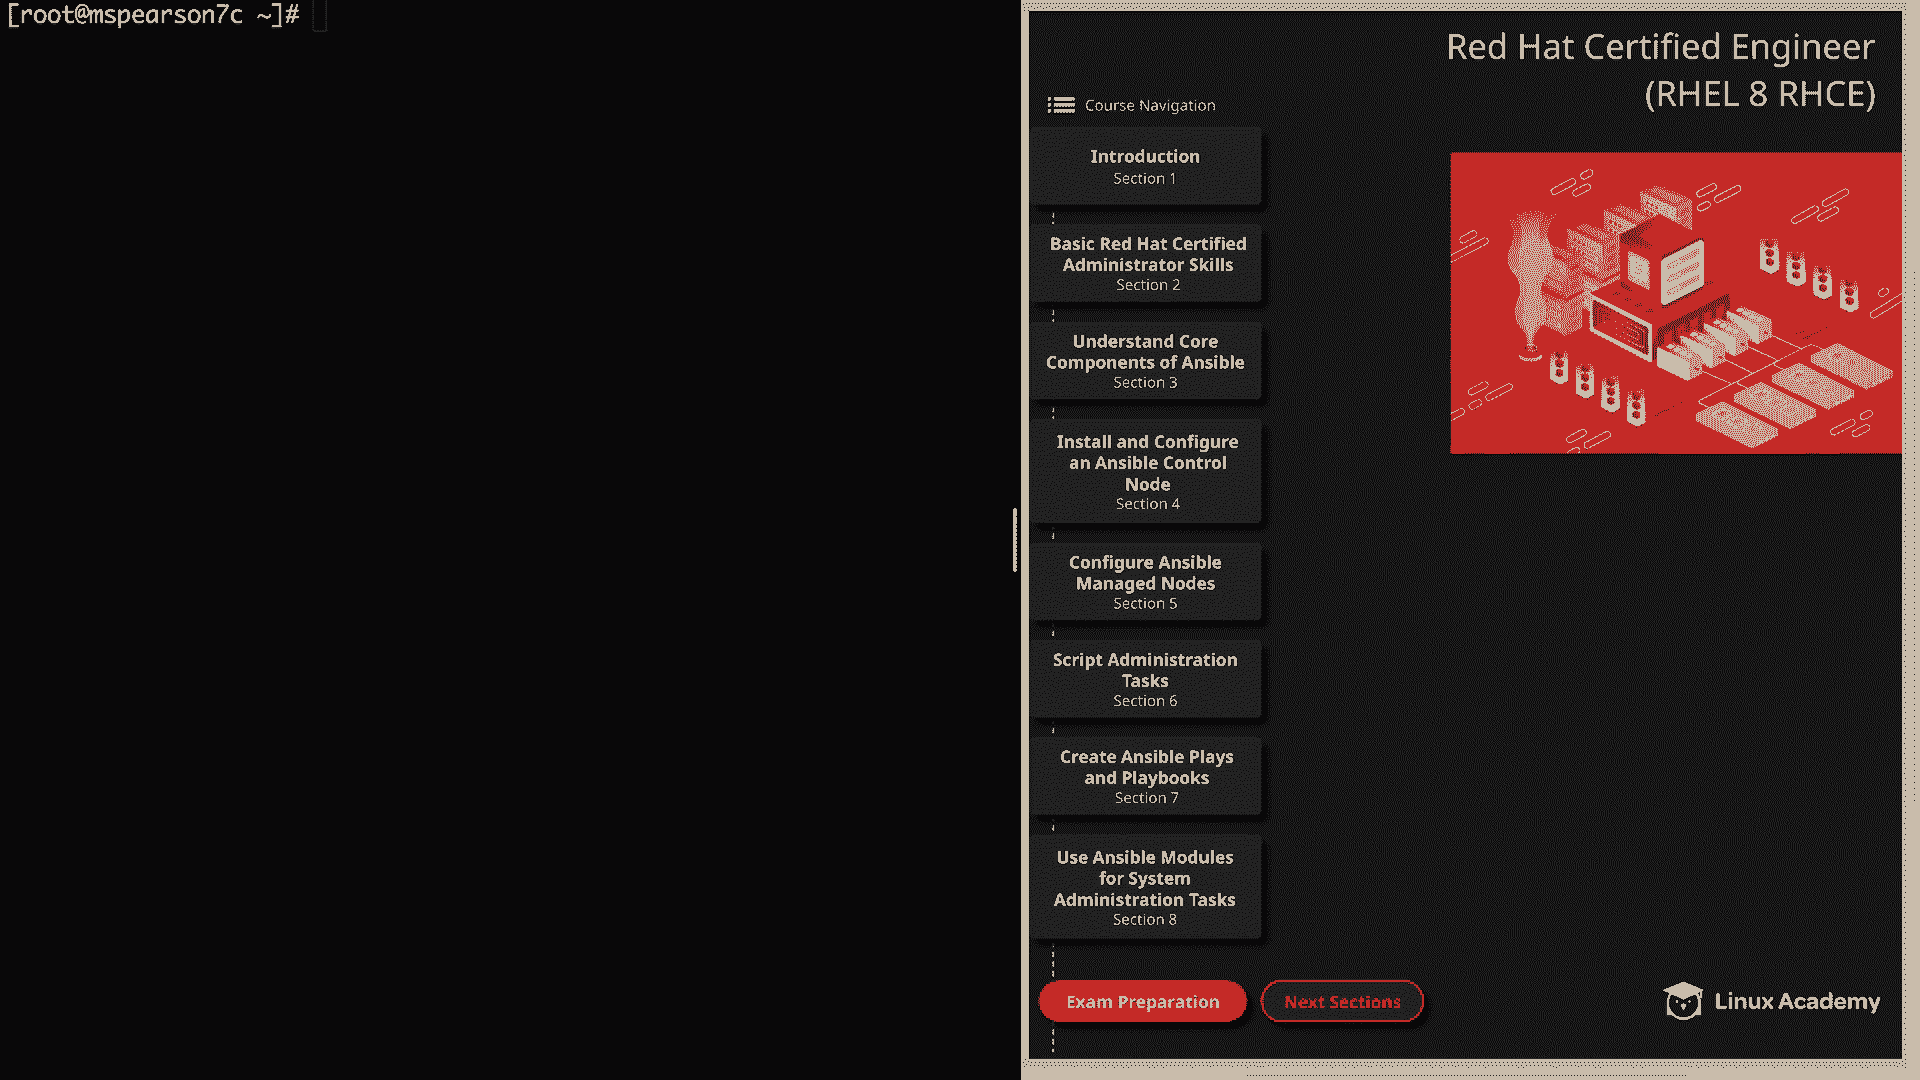 [root@mspearson7c ~]#
Red Hat Certified Engineer
(RHEL 8 RHCE)
Course Navigation
Introduction
Section 1
Basic Red Hat Certified
Administrator Skills
Section 2
Understand Core
Components of Ansible
Section 3
Install and Configure
an Ansible Control
Node
Section 4
Configure Ansible
Managed Nodes
Section 5
Script Administration
Tasks
Section 6
Create Ansible Plays
and Playbooks
Section 7
Use Ansible Modules
for System
Administration Tasks
Section 8
Exam Preparation
Next Sections
Linux Academy